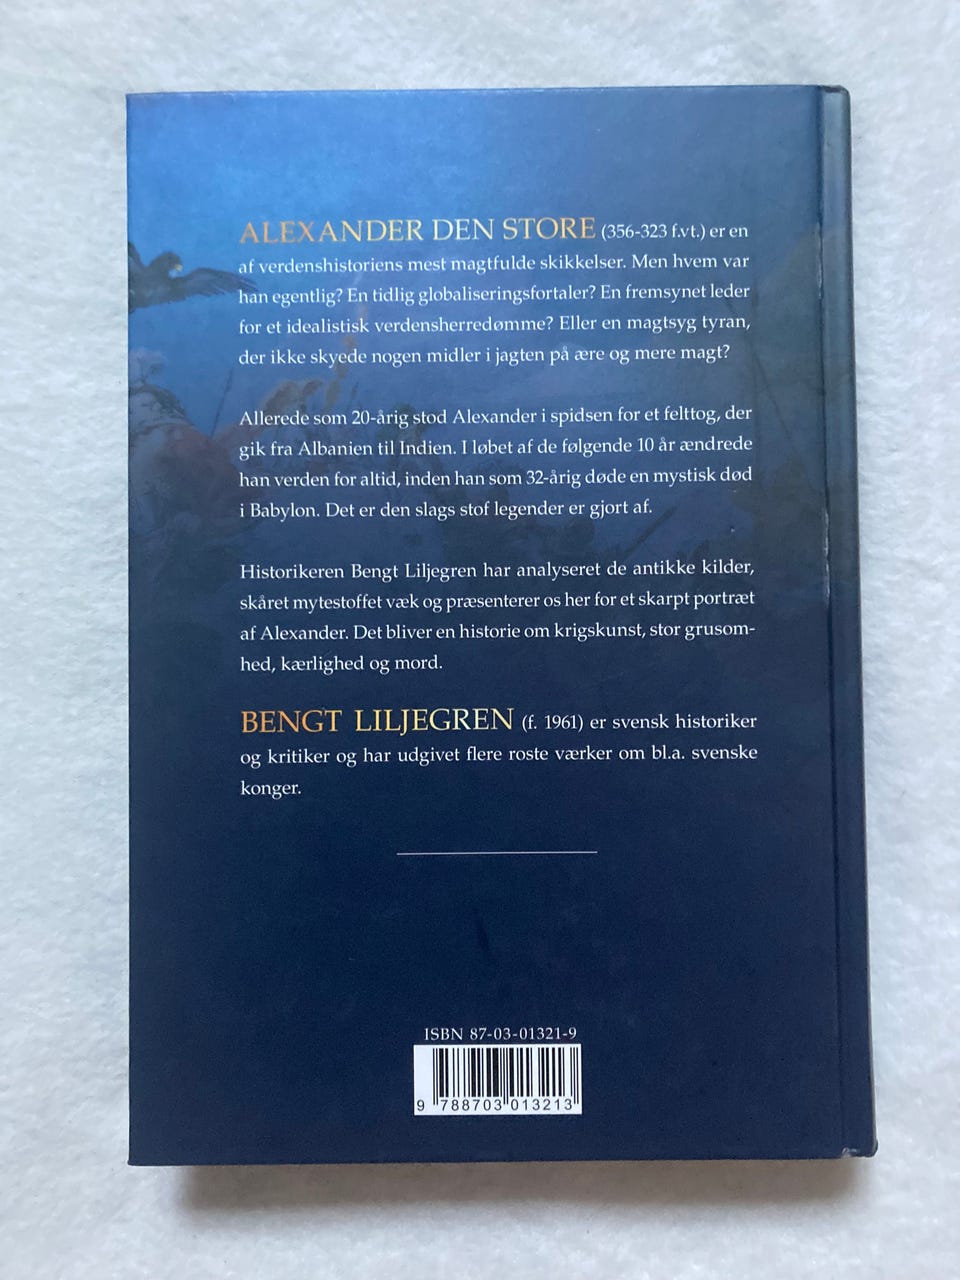 ALEXANDER DEN STORE (356-323 f.vt.) er en
af verdenshistoriens mest magtfulde skikkelser. Men hvem var
han egentlig? En tidlig globaliseringsfortaler? En fremsynet leder
for et idealistisk verdensherredømme? Eller en magtsyg tyran,
der ikke skyede nogen midler i jagten på ære og mere magt?
Allerede som 20-årig stod Alexander i spidsen for et felttog, der
gik fra Albanien til Indien. I løbet af de følgende 10 år ændrede
han verden for altid, inden han som 32-årig døde en mystisk død
i Babylon. Det er den slags stof legender er gjort af.
Historikeren Bengt Liljegren har analyseret de antikke kilder,
skåret mytestoffet væk og præsenterer os her for et skarpt portræt
af Alexander. Det bliver en historie om krigskunst, stor grusom-
hed, kærlighed og mord.
BENGT LILJEGREN (f. 1961) er svensk historiker
og kritiker og har udgivet flere roste værker om bl.a. svenske
konger.
ISBN 87-03-01321-9
9 788703 013213